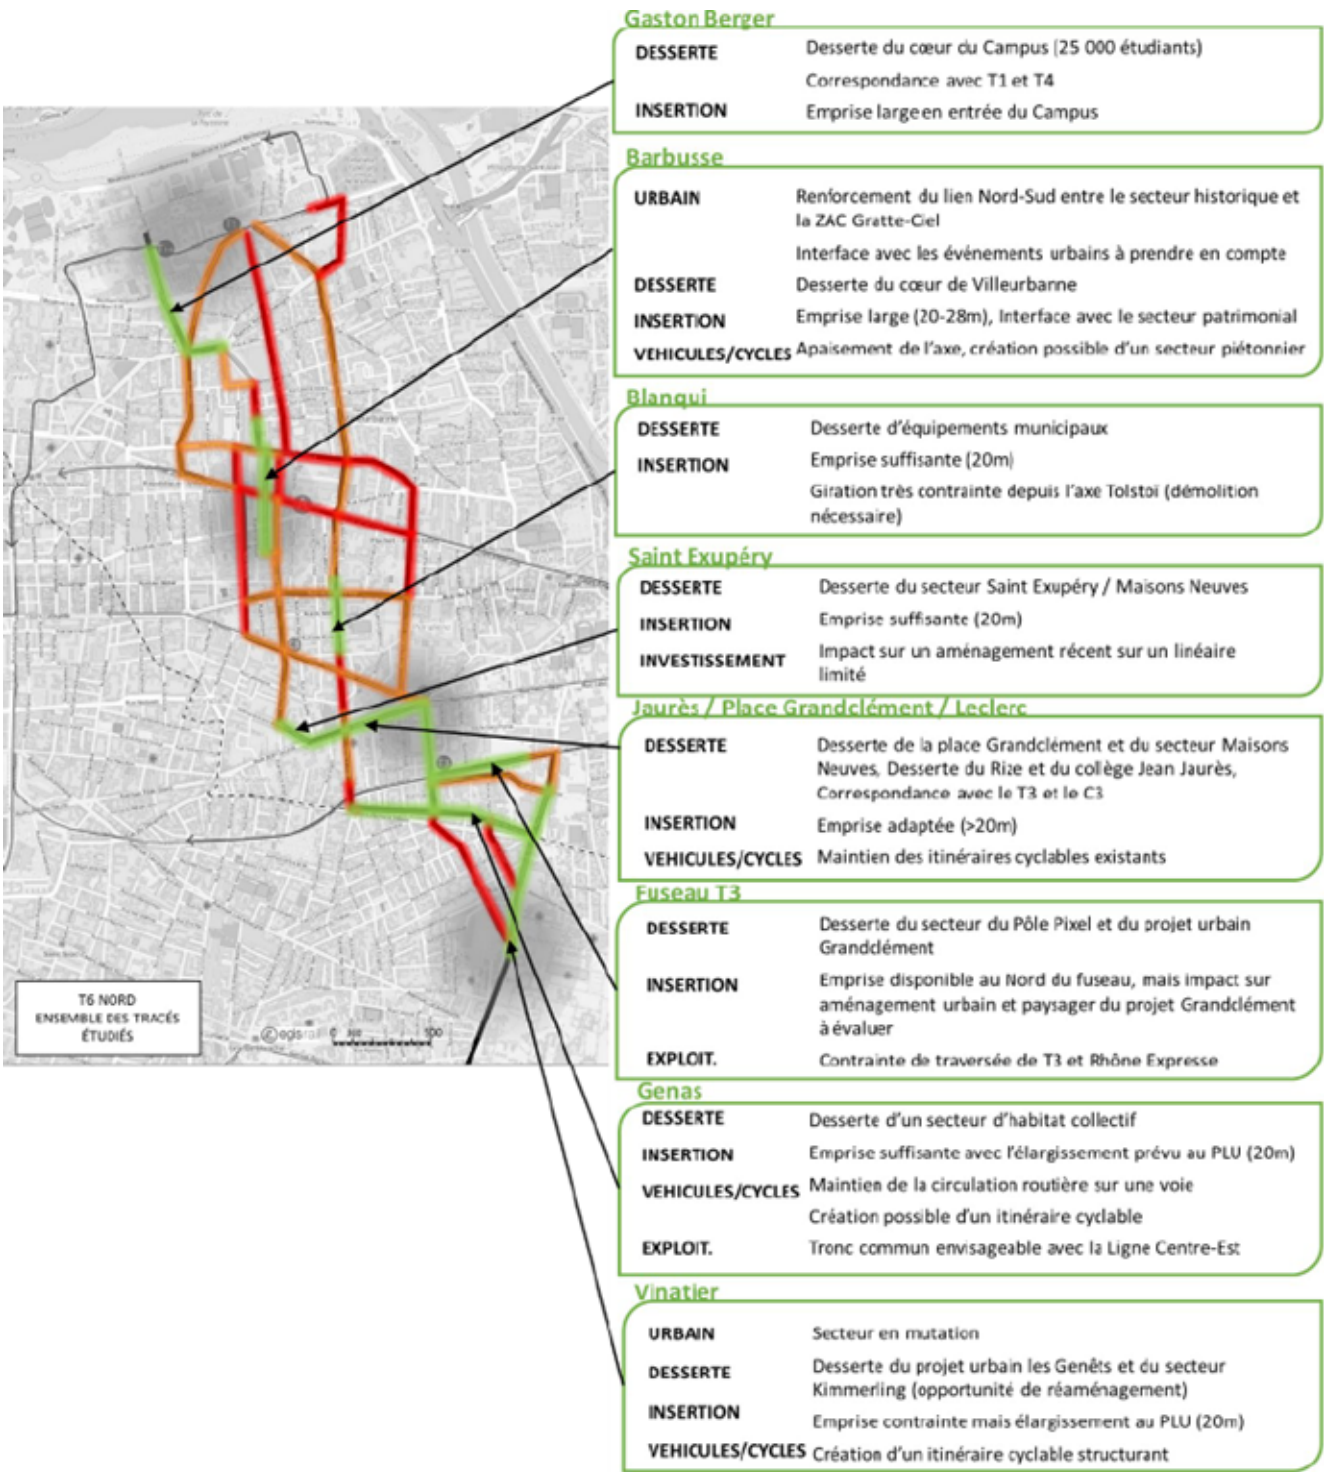 Gaston Berger
DESSERTE Desserte du cœur du Campus (25 000 étudiants)
Correspondance avec T1 et T4
INSERTION Emprise large en entrée du Campus
Barbusse
URBAIN Renforcement du lien Nord-Sud entre le secteur historique et
la ZAC Gratte-Ciel
Interface avec les événements urbains à prendre en compte
DESSERTE Desserte du cœur de Villeurbanne
INSERTION Emprise large (20-28m), Interface avec le secteur patrimonial
VEHICULES/CYCLES Apaisement de l'axe, création possible d'un secteur piétonnier
Blanqui
DESSERTE Desserte d'équipements municipaux
INSERTION Emprise suffisante (20m)
Giration très contrainte depuis l'axe Tolstoï (démolition
nécessaire)
Saint Exupéry
DESSERTE Desserte du secteur Saint Exupéry / Maisons Neuves
INSERTION Emprise suffisante (20m)
INVESTISSEMENT Impact sur un aménagement récent sur un linéaire
limité
Jaurès / Place Grandclément / Leclerc
DESSERTE Desserte de la place Grandclément et du secteur Maisons
Neuves, Desserte du Rize et du collège Jean Jaurès,
Correspondance avec le T3 et le C3
INSERTION Emprise adaptée (>20m)
VEHICULES/CYCLES Maintien des itinéraires cyclables existants
Fuseau T3
DESSERTE Desserte du secteur du Pôle Pixel et du projet urbain
Grandclément
INSERTION Emprise disponible au Nord du fuseau, mais impact sur
aménagement urbain et paysager du projet Grandclément
à évaluer
EXPLOIT. Contrainte de traversée de T3 et Rhône Expresse
Genas
DESSERTE Desserte d'un secteur d'habitat collectif
INSERTION Emprise suffisante avec l'élargissement prévu au PLU (20m)
VEHICULES/CYCLES Maintien de la circulation routière sur une voie
Création possible d'un itinéraire cyclable
EXPLOIT. Tronc commun envisageable avec la Ligne Centre-Est
Vinatier
URBAIN Secteur en mutation
DESSERTE Desserte du projet urbain les Genêts et du secteur
Kimmerling (opportunité de réaménagement)
INSERTION Emprise contrainte mais élargissement au PLU (20m)
VEHICULES/CYCLES Création d'un itinéraire cyclable structurant
T6 NORD
ENSEMBLE DES TRACÉS
ÉTUDIÉS
egis